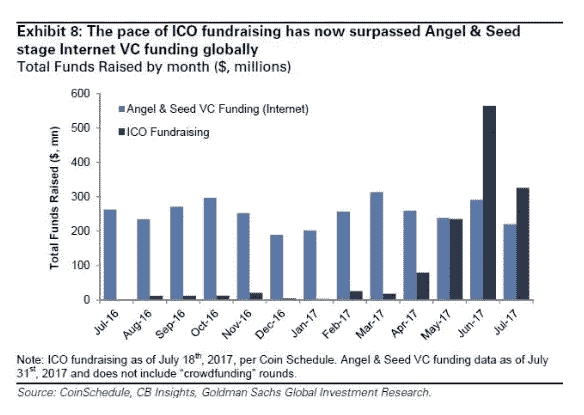 Exhibit 8: The pace of ICO fundraising has now surpassed Angel & Seed
stage Internet VC funding globally
Total Funds Raised by month ($, millions)
Total Funds Raised ($, mn)
600
500
400
300
200
100
0
Angel & Seed VC Funding (Internet)
ICO Fundraising
Jul-16
Aug-16
Sep-16
Oct-16
Nov-16
Dec-16
Jan-17
Feb-17
Mar-17
Apr-17
May-17
Jun-17
Jul-17
Note: ICO fundraising as of July 18th, 2017, per Coin Schedule. Angel & Seed VC funding data as of July
31st, 2017 and does not include "crowdfunding" rounds.
Source: CoinSchedule, CB Insights, Goldman Sachs Global Investment Research.